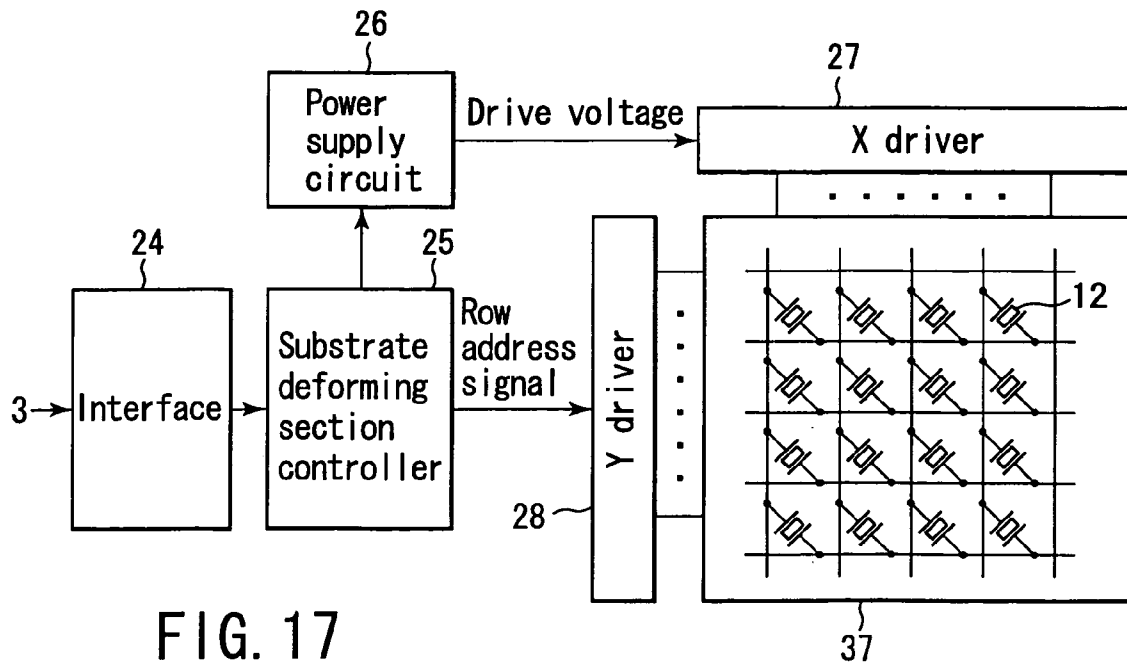 26
Power
supply
circuit
Drive voltage
27
X driver
24
Interface
3
25
Substrate
deforming
section
controller
Row
address
signal
Y driver
28
12
37
FIG. 17